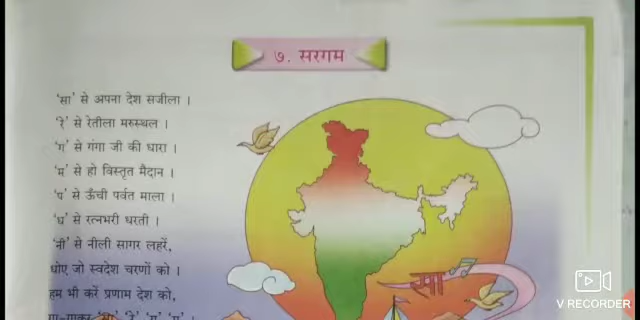 ७. सरगम
'सा' से अपना देश सजीला ।
'रे' से रेतीला मरुस्थल ।
'ग' से गंगा जी की धारा ।
'म' से हो विस्तृत मैदान ।
'प' से ऊँची पर्वत माला ।
'ध' से रत्नभरी धरती ।
'नी' से नीली सागर लहरें,
धोए जो स्वदेश चरणों को ।
हम भी करें प्रणाम देश को,
सा
V RECORDER